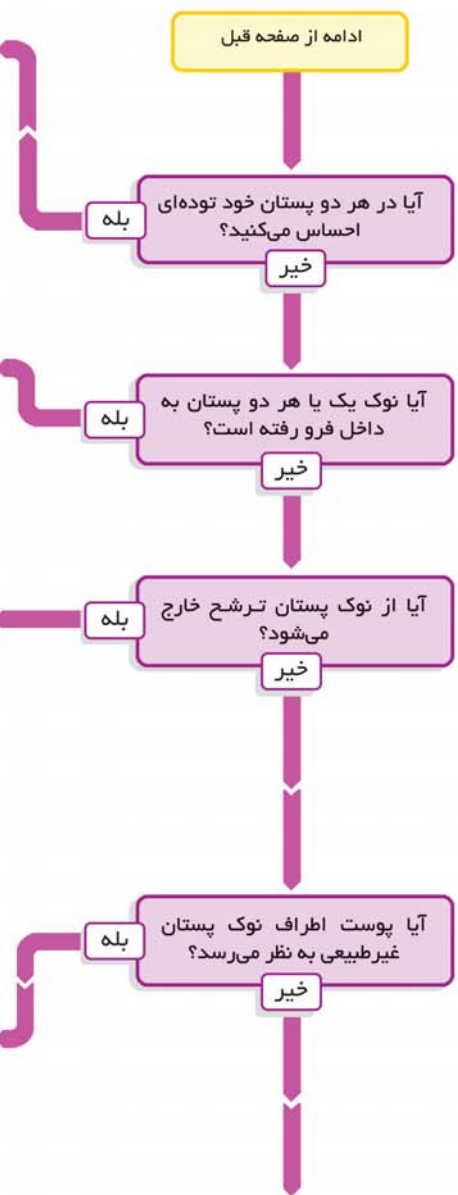 ادامه از صفحه قبل
آیا در هر دو پستان خود توده‌ای
احساس می‌کنید؟
بله
خیر
آیا نوک یک یا هر دو پستان به
داخل فرو رفته است؟
بله
خیر
آیا از نوک پستان ترشح خارج
می‌شود؟
بله
خیر
آیا پوست اطراف نوک پستان
غیرطبیعی به نظر می‌رسد؟
بله
خیر